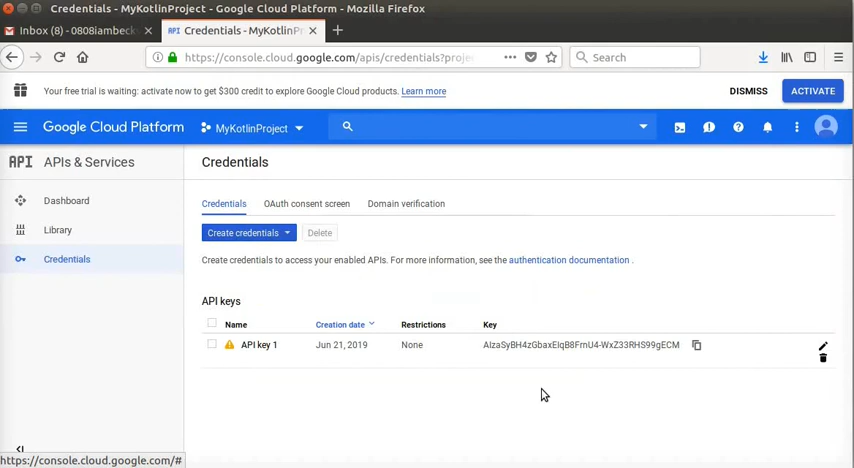 Credentials - MyKotlinProject - Google Cloud Platform - Mozilla Firefox
Inbox (9) - 0808iambeck
API Credentials - MyKotlinPr
https://console.cloud.google.com/apis/credentials?proje
Search
Your free trial is waiting: activate now to get $300 credit to explore Google Cloud products. Learn more
DISMISS
ACTIVATE
Google Cloud Platform
MyKotlinProject
API APIs & Services
Credentials
Dashboard
Library
Credentials
Credentials
OAuth consent screen
Domain verification
Create credentials
Delete
Create credentials to access your enabled APIs. For more information, see the authentication documentation .
API keys
Name
Creation date
Restrictions
Key
API key 1
Jun 21, 2019
None
AIzaSyBH4zGbaxEIqB8FrnU4-WxZ33RHS99gECM
https://console.cloud.google.com/#